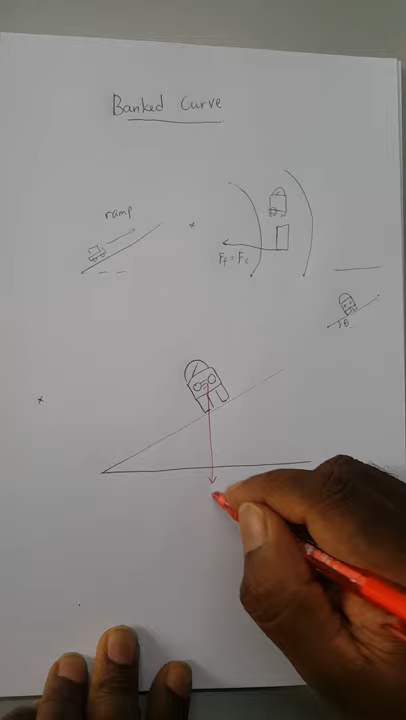 Banked Curve
ramp
Ff = Fc
θ